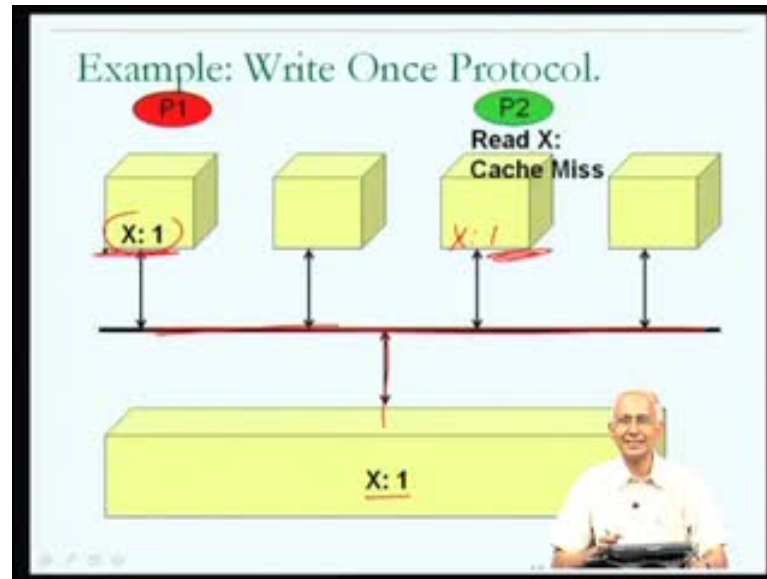 Example: Write Once Protocol.
P1
P2
Read X:
Cache Miss
X: 1
X: 1
X: 1